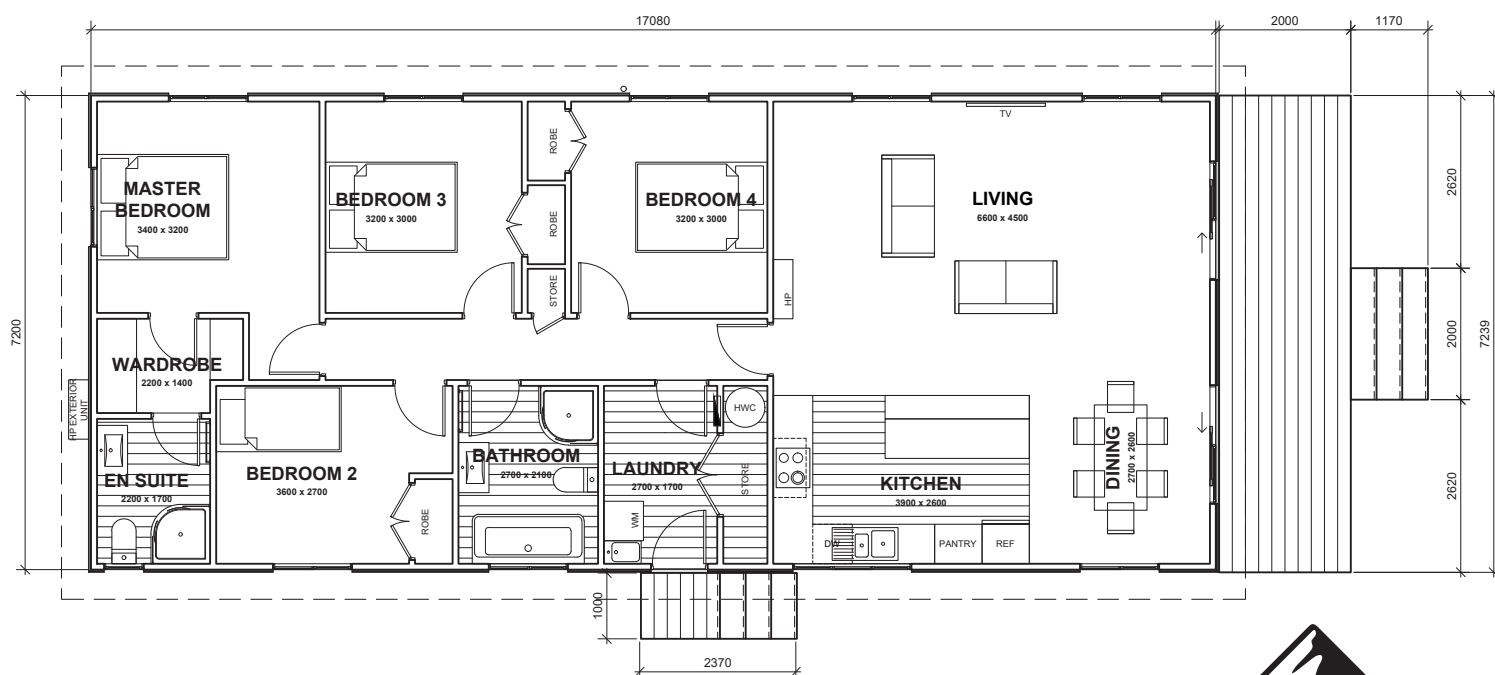 17080
2000
1170
TV
ROBE
ROBE
STORE
MASTER
BEDROOM
3400 x 3200
BEDROOM 3
3200 x 3000
BEDROOM 4
3200 x 3000
LIVING
6600 x 4500
HP
7200
2620
2000
2620
7239
WARDROBE
2200 x 1400
HP EXTERIOR
UNIT
EN SUITE
2200 x 1700
BEDROOM 2
3600 x 2700
ROBE
BATHROOM
2700 x 2100
LAUNDRY
2700 x 1700
HWC
STORE
WM
KITCHEN
3900 x 2600
DW
PANTRY
REF
DINING
2700 x 2600
1000
2370